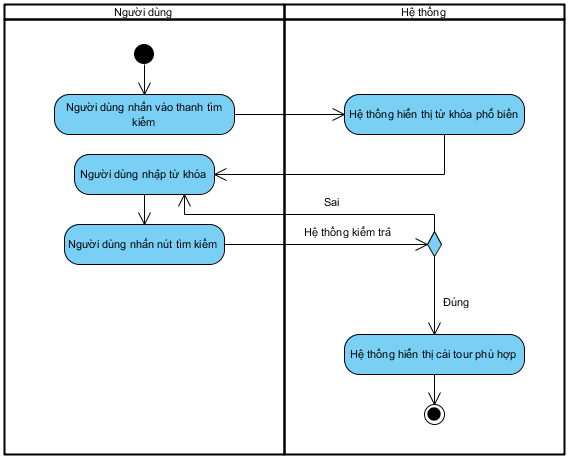 Người dùng
Hệ thống
Người dùng nhấn vào thanh tìm
kiếm
Hệ thống hiển thị từ khóa phổ biến
Người dùng nhập từ khóa
Sai
Người dùng nhấn nút tìm kiếm
Hệ thống kiểm trả
Đúng
Hệ thống hiển thị cái tour phù hợp